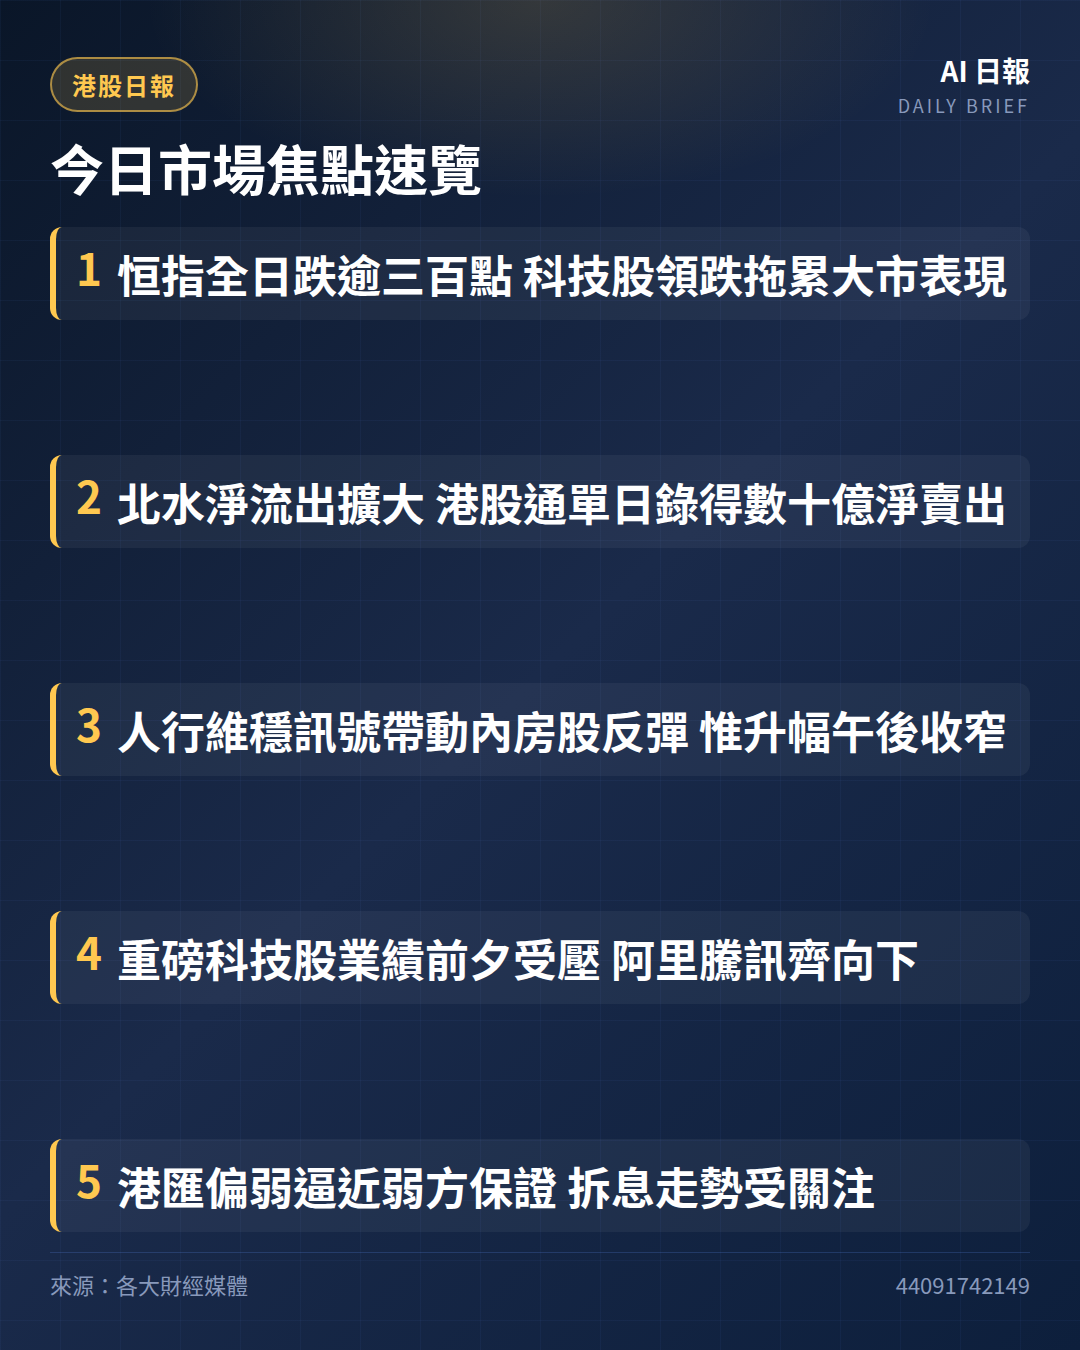 港股日報
AI 日報
DAILY BRIEF
今日市場焦點速覽
1 恒指全日跌逾三百點 科技股領跌拖累大市表現
2 北水淨流出擴大 港股通單日錄得數十億淨賣出
3 人行維穩訊號帶動內房股反彈 惟升幅午後收窄
4 重磅科技股業績前夕受壓 阿里騰訊齊向下
5 港匯偏弱逼近弱方保證 拆息走勢受關注
來源：各大財經媒體
44091742149